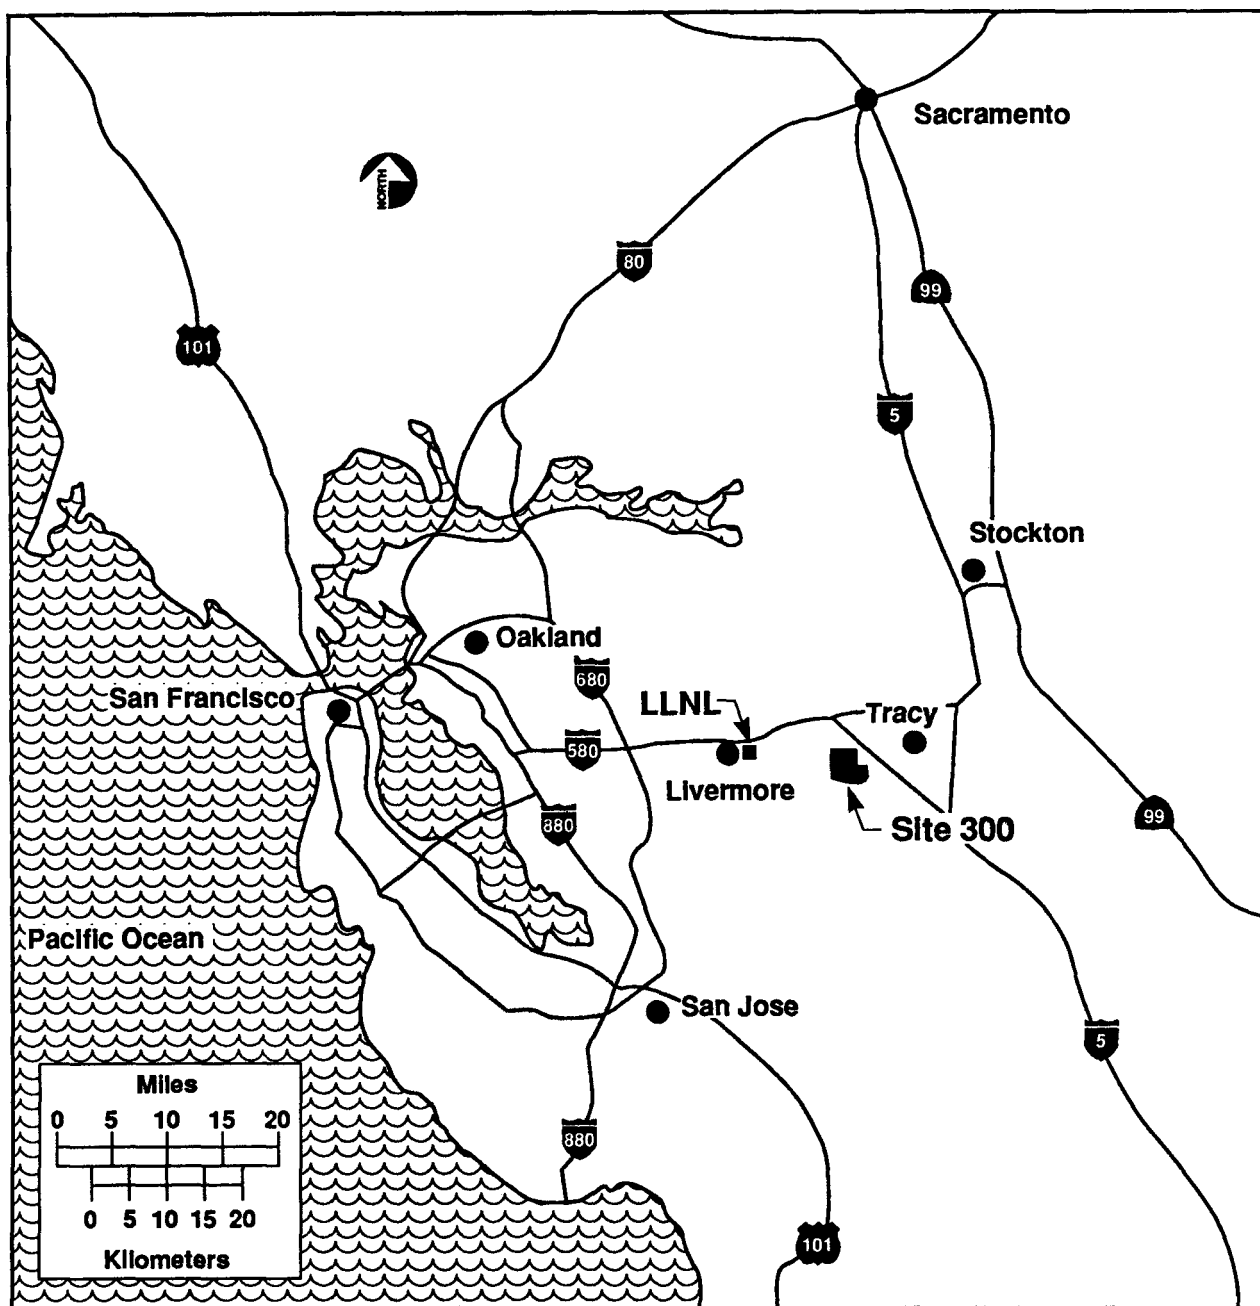 Sacramento
NORTH
80
99
101
5
Stockton
Oakland
680
San Francisco
LLNL
Tracy
580
Livermore
880
Site 300
99
Pacific Ocean
San Jose
5
Miles
0 5 10 15 20
880
0 5 10 15 20
Kilometers
101